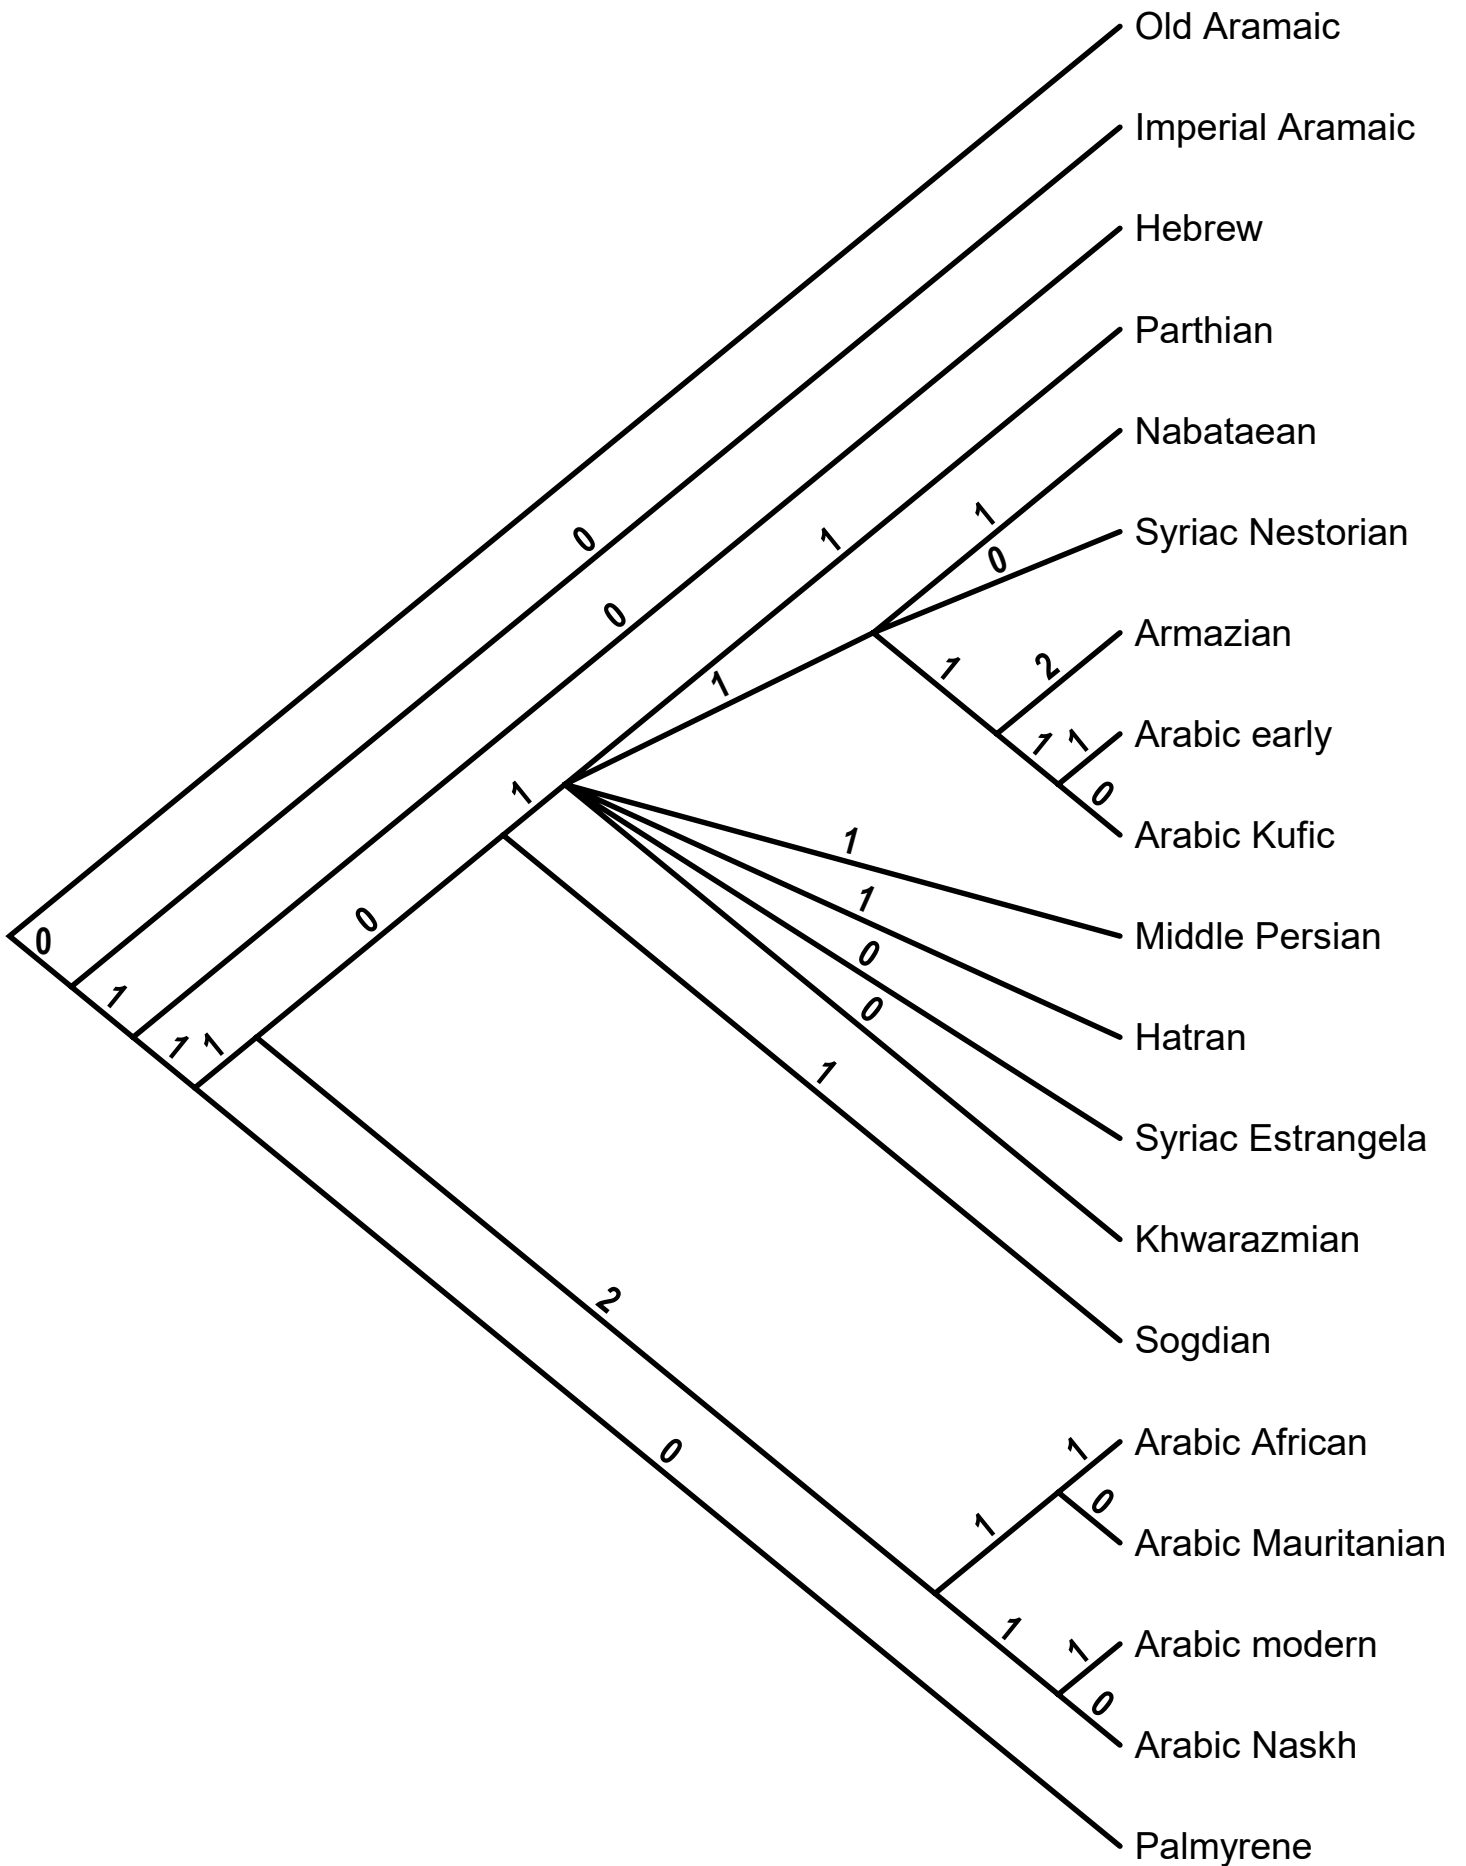 Old Aramaic
Imperial Aramaic
Hebrew
Parthian
Nabataean
1
Syriac Nestorian
0
0
1
Armazian
0
2
1
1
Arabic early
1
1
1
0
Arabic Kufic
1
1
0
Middle Persian
0
0
1
0
Hatran
1
1
1
Syriac Estrangela
Khwarazmian
2
Sogdian
1
Arabic African
0
0
1
Arabic Mauritanian
1
1
Arabic modern
0
Arabic Naskh
Palmyrene